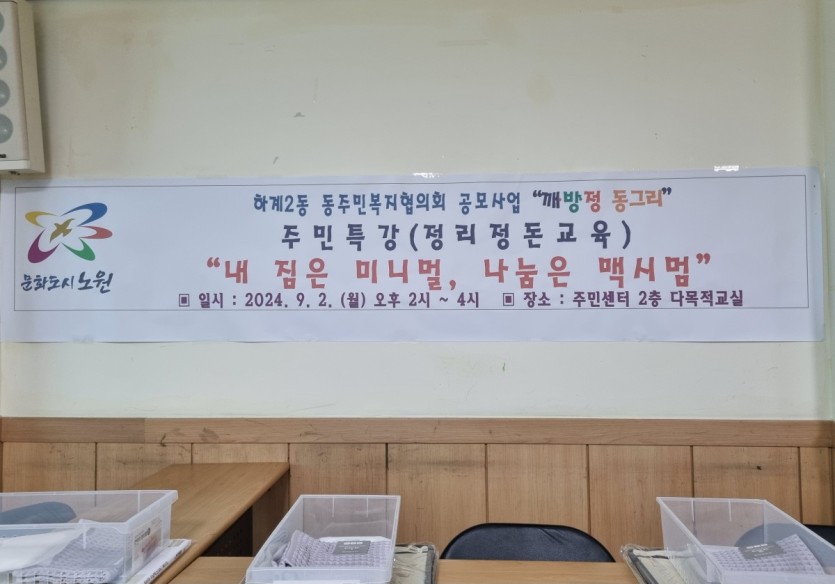 하계2동 동주민복지협의회 공모사업 "깨방정 동그리"
주민특강(정리정돈교육)
"내 짐은 미니멀, 나눔은 맥시멈"
▣ 일시 : 2024. 9. 2. (월) 오후 2시 ~ 4시 ▣ 장소 : 주민센터 2층 다목적교실
문화도시 노원